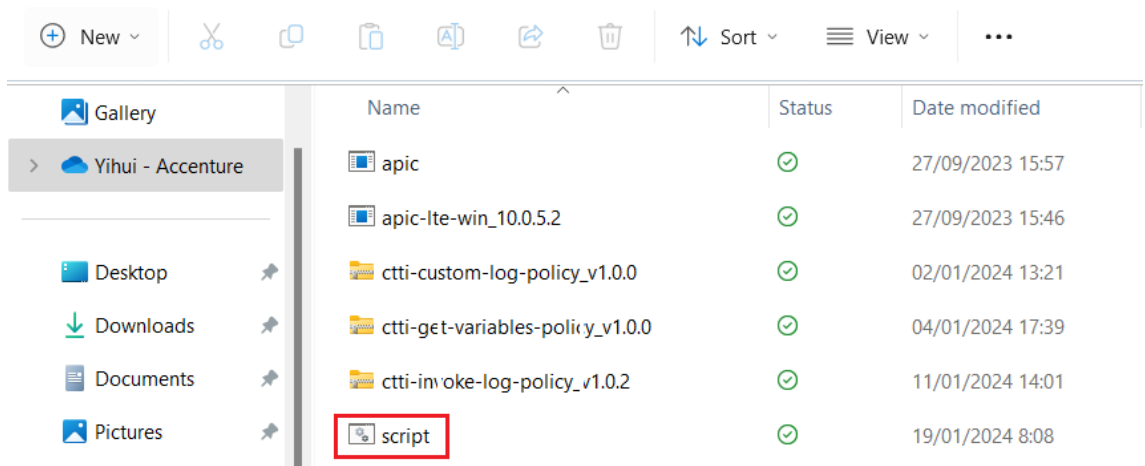 New Sort View
Gallery
Yihui - Accenture
Desktop
Downloads
Documents
Pictures
Name Status Date modified
apic 27/09/2023 15:57
apic-lte-win_10.0.5.2 27/09/2023 15:46
ctti-custom-log-policy_v1.0.0 02/01/2024 13:21
ctti-get-variables-policy_v1.0.0 04/01/2024 17:39
ctti-invoke-log-policy_v1.0.2 11/01/2024 14:01
script 19/01/2024 8:08